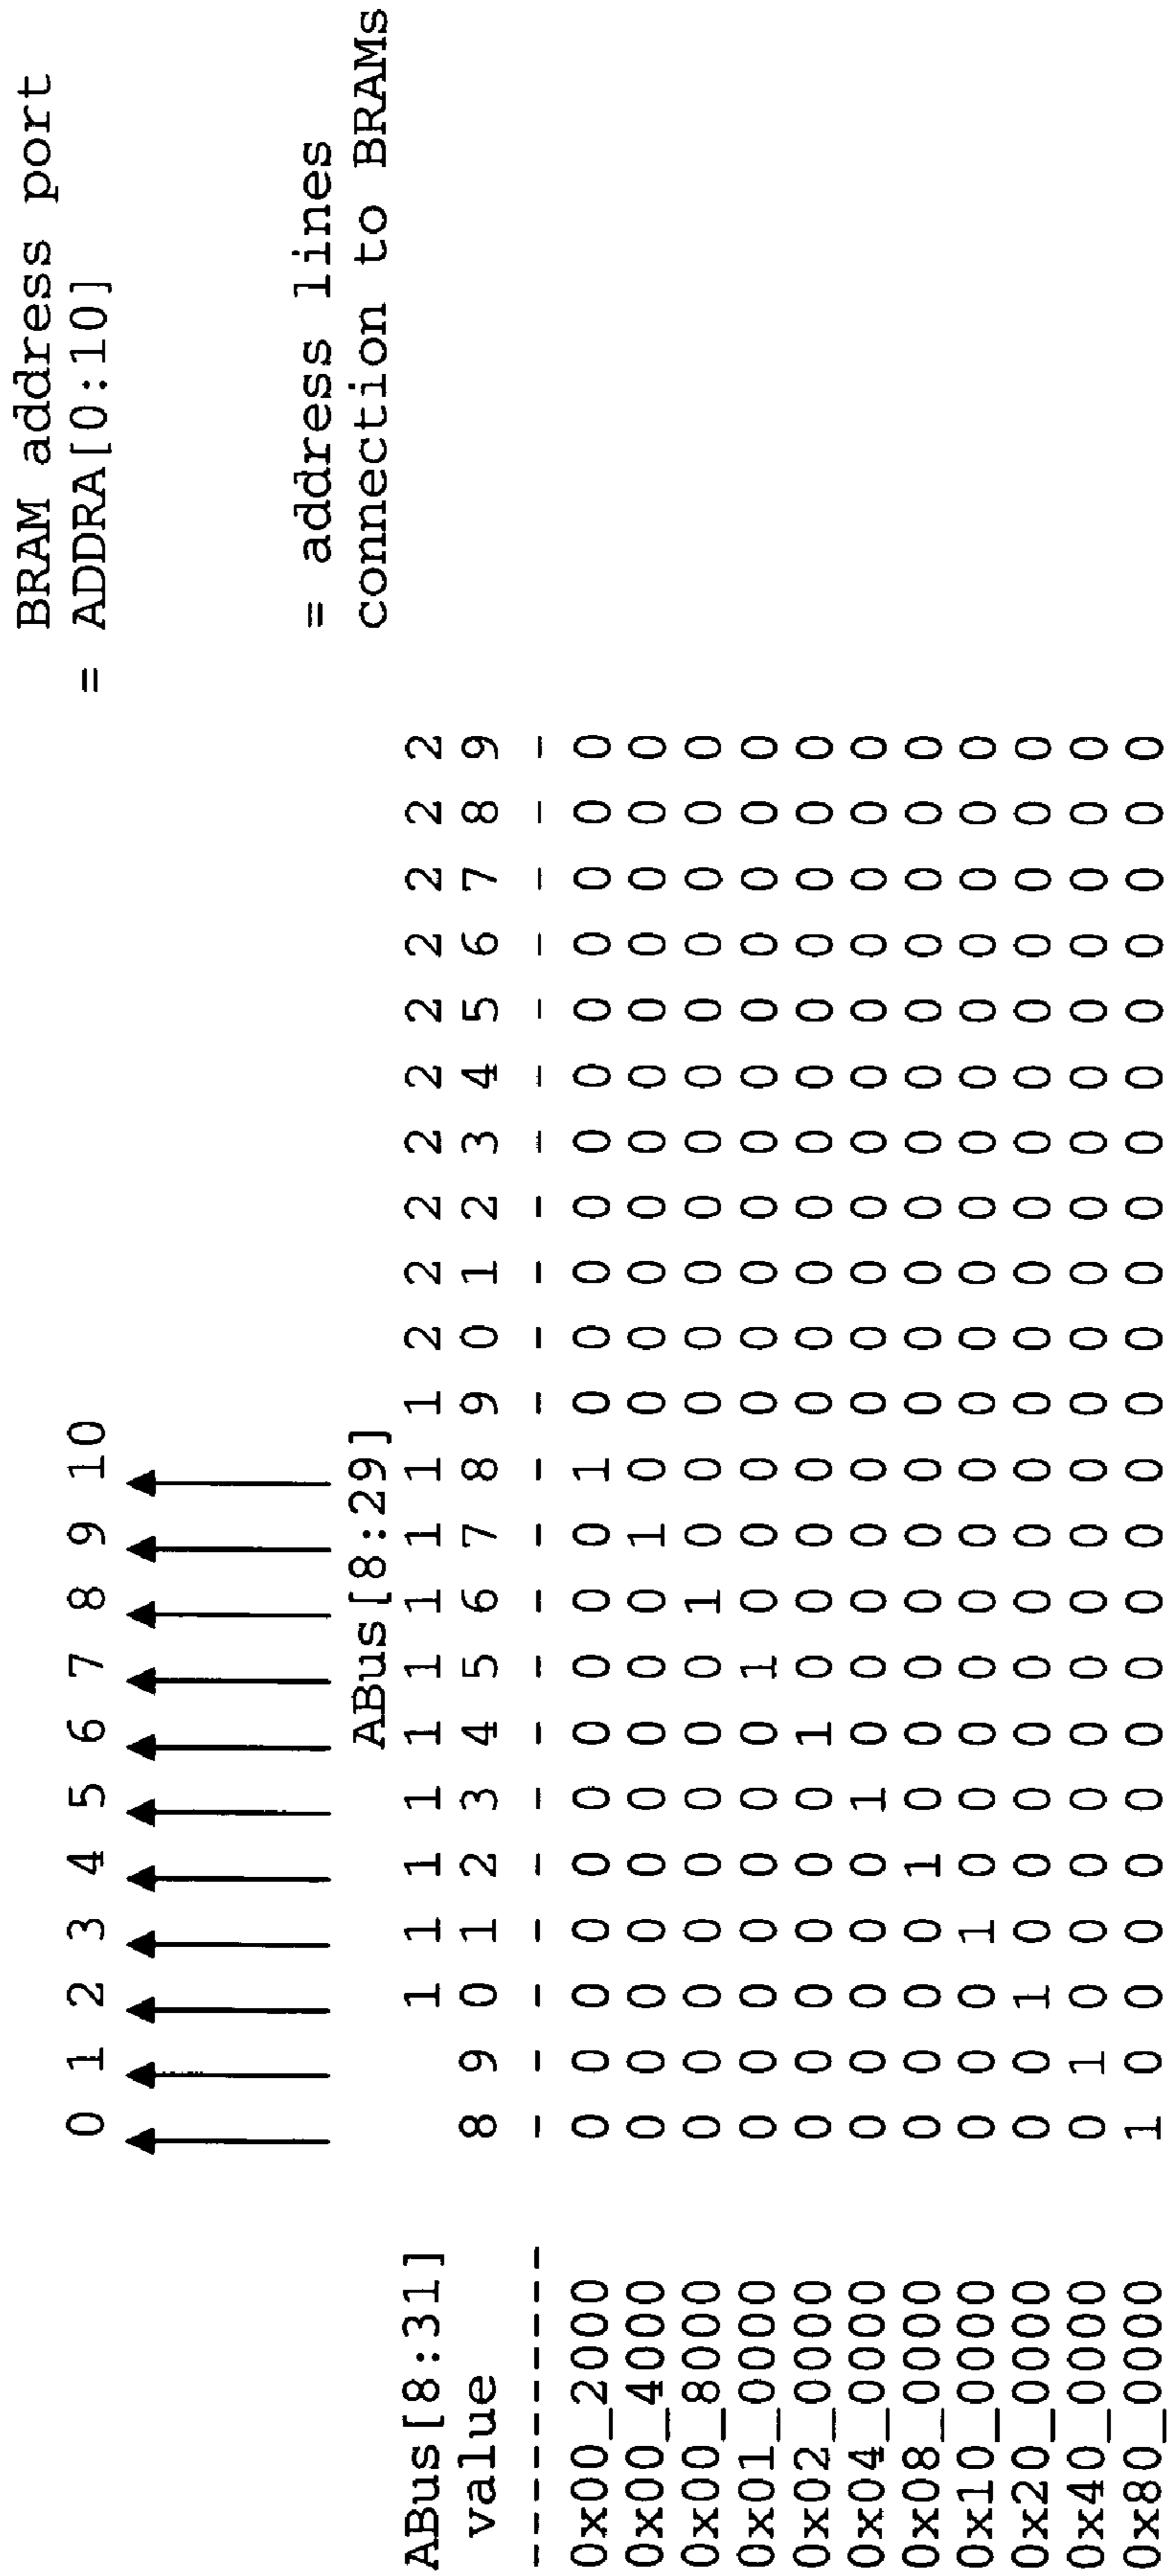 0 1 2 3 4 5 6 7 8 9 10
BRAM address port
= ADDRA[0:10]
= address lines
connection to BRAMs
ABus[8:29]
ABus[8:31] 1 1 1 1 1 1 1 1 1 1 2 2 2 2 2 2 2 2 2 2
value 8 9 0 1 2 3 4 5 6 7 8 9 0 1 2 3 4 5 6 7 8 9
---------- - - - - - - - - - - - - - - - - - - - - - -
0x00_2000 0 0 0 0 0 0 0 0 0 0 1 0 0 0 0 0 0 0 0 0 0 0
0x00_4000 0 0 0 0 0 0 0 0 0 1 0 0 0 0 0 0 0 0 0 0 0 0
0x00_8000 0 0 0 0 0 0 0 0 1 0 0 0 0 0 0 0 0 0 0 0 0 0
0x01_0000 0 0 0 0 0 0 0 1 0 0 0 0 0 0 0 0 0 0 0 0 0 0
0x02_0000 0 0 0 0 0 0 1 0 0 0 0 0 0 0 0 0 0 0 0 0 0 0
0x04_0000 0 0 0 0 0 1 0 0 0 0 0 0 0 0 0 0 0 0 0 0 0 0
0x08_0000 0 0 0 0 1 0 0 0 0 0 0 0 0 0 0 0 0 0 0 0 0 0
0x10_0000 0 0 0 1 0 0 0 0 0 0 0 0 0 0 0 0 0 0 0 0 0 0
0x20_0000 0 0 1 0 0 0 0 0 0 0 0 0 0 0 0 0 0 0 0 0 0 0
0x40_0000 0 1 0 0 0 0 0 0 0 0 0 0 0 0 0 0 0 0 0 0 0 0
0x80_0000 1 0 0 0 0 0 0 0 0 0 0 0 0 0 0 0 0 0 0 0 0 0